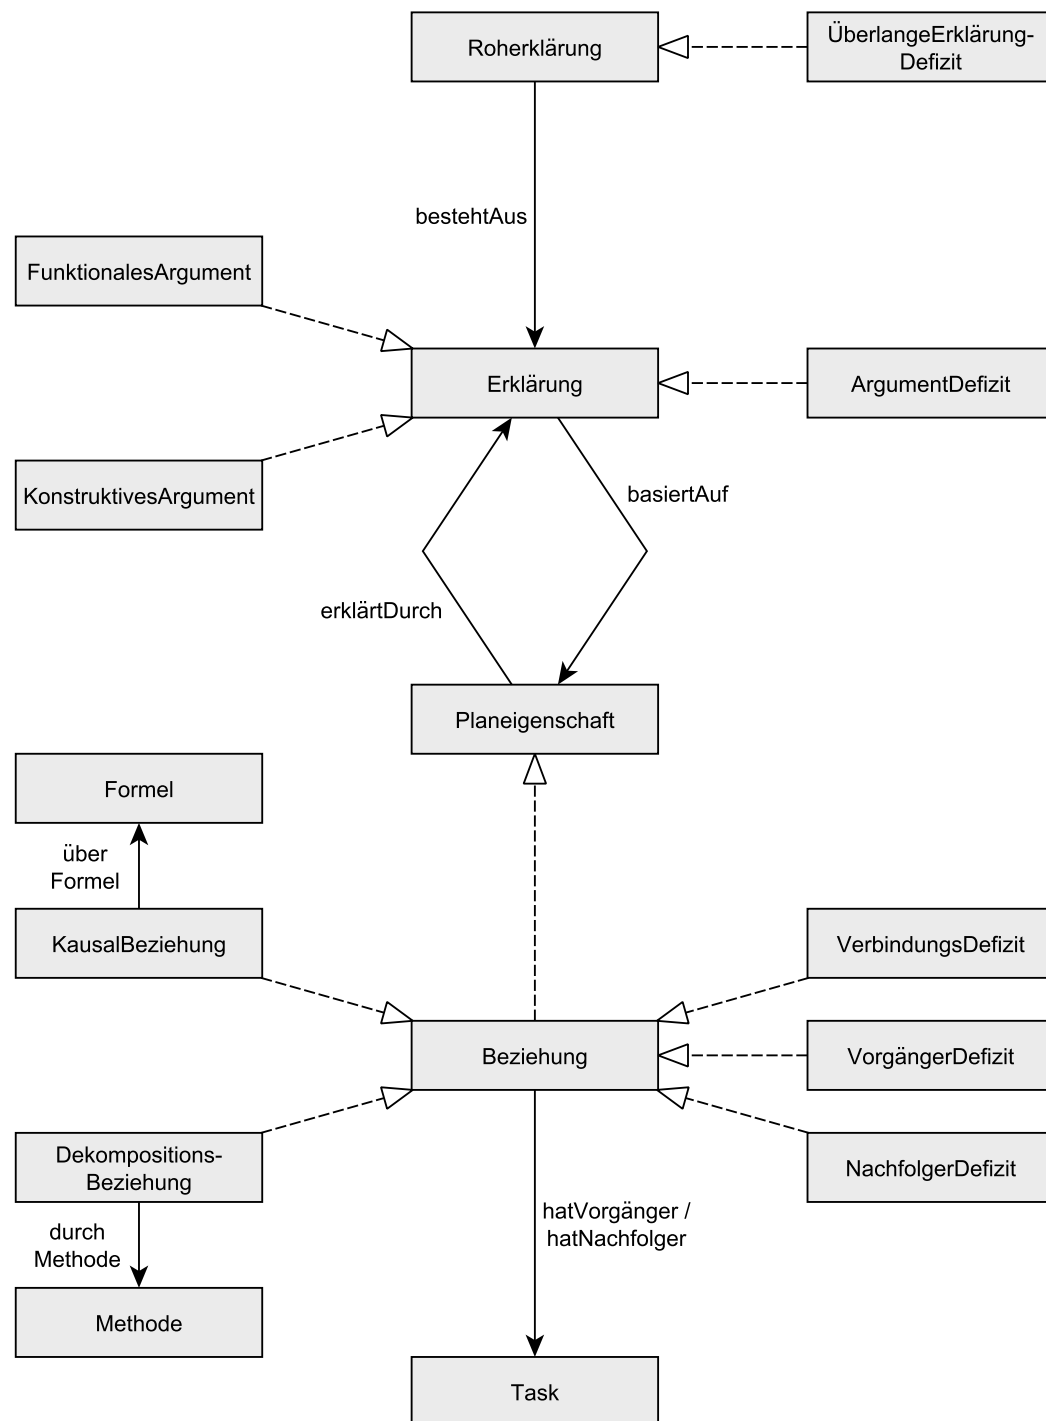 Roherklärung
ÜberlangeErklärung-
Defizit
bestehtAus
FunktionalesArgument
Erklärung
ArgumentDefizit
KonstruktivesArgument
basiertAuf
erklärtDurch
Planeigenschaft
Formel
über
Formel
KausalBeziehung
VerbindungsDefizit
Beziehung
VorgängerDefizit
Dekompositions-
Beziehung
NachfolgerDefizit
hatVorgänger /
hatNachfolger
durch
Methode
Methode
Task